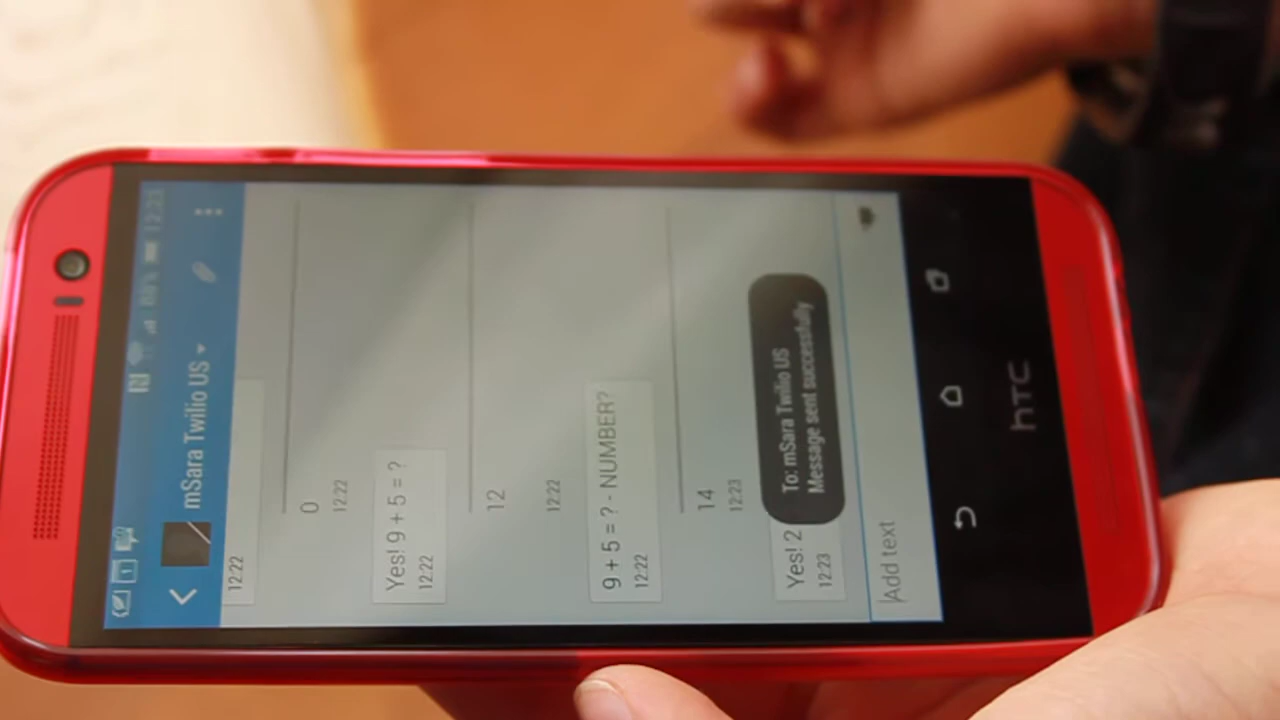 12:23
mSara Twilio US
12:22
0
12:22
Yes! 9 + 5 = ?
12:22
12
12:22
9 + 5 = ? - NUMBER?
12:22
14
12:23
Yes! 2
12:23
To: mSara Twilio US
Message sent successfully
Add text
hTC